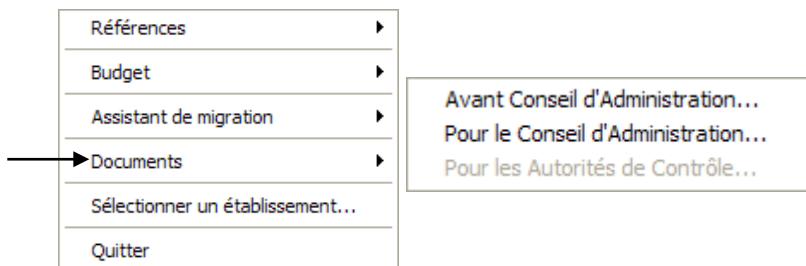 Références
Budget
Assistant de migration
Documents
Sélectionner un établissement...
Quitter
Avant Conseil d'Administration...
Pour le Conseil d'Administration...
Pour les Autorités de Contrôle...